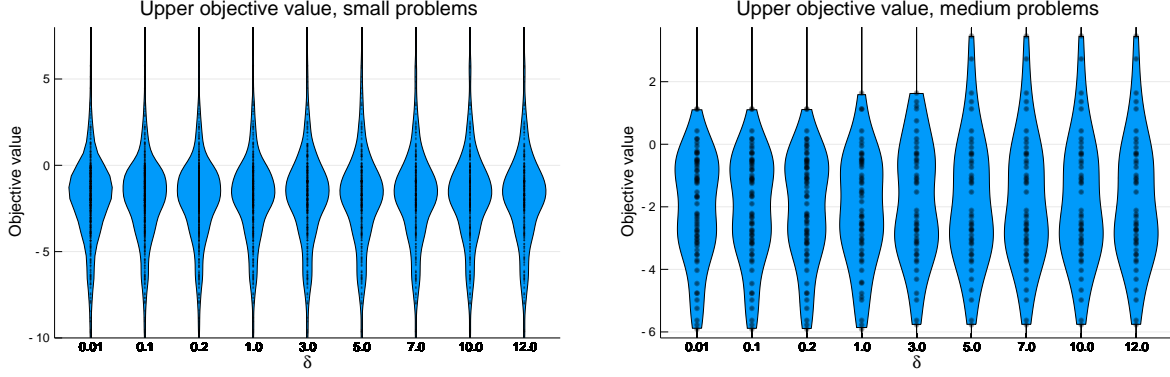 Upper objective value, small problems
Objective value
5
0
- 5
- 10
0.01 0.1 0.2 1.0 3.0 5.0 7.0 10.0 12.0
δ
Upper objective value, medium problems
Objective value
2
0
- 2
- 4
- 6
0.01 0.1 0.2 1.0 3.0 5.0 7.0 10.0 12.0
δ